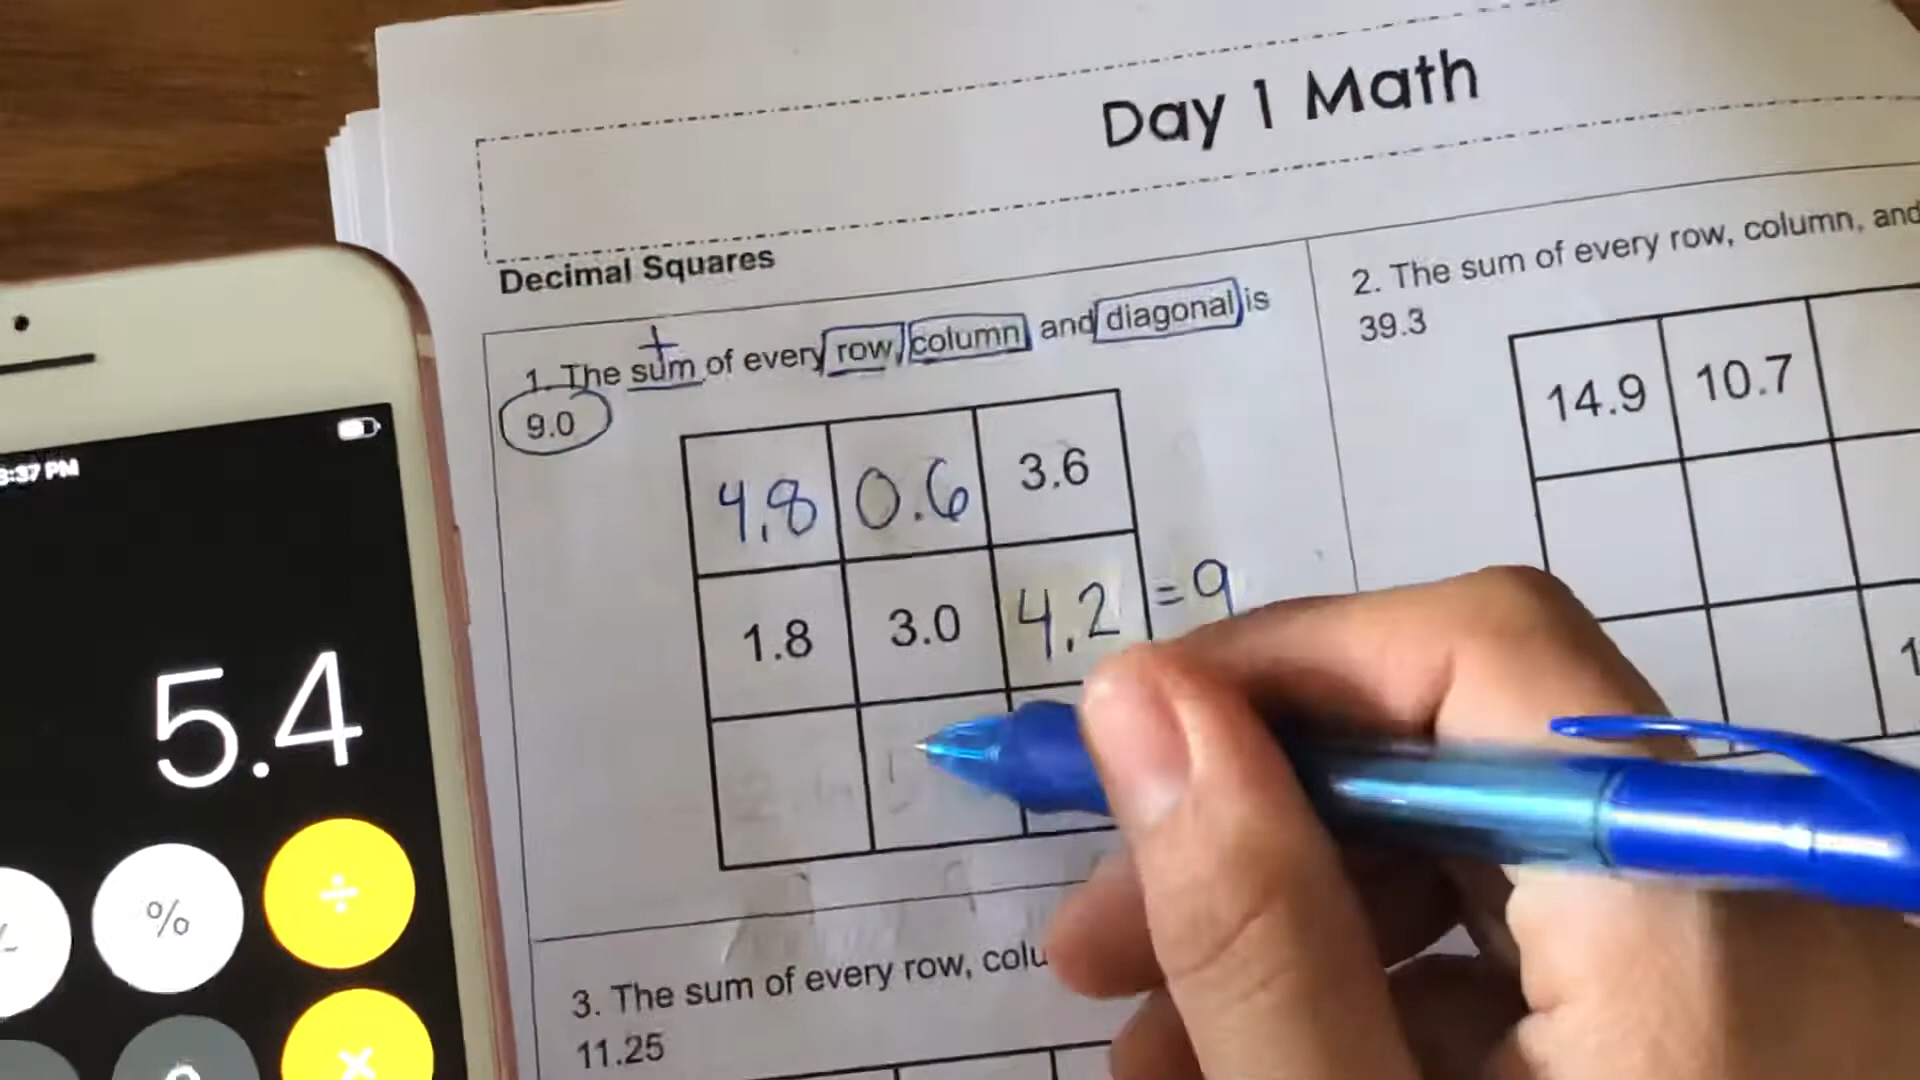 Day 1 Math
Decimal Squares
1. The sum of every row, column and diagonal is
+
9.0
4.8 0.6 3.6
1.8 3.0 4.2 = 9
2. The sum of every row, column, and
39.3
14.9 10.7
3. The sum of every row, colu
11.25
:37 PM
5.4
%
÷
×